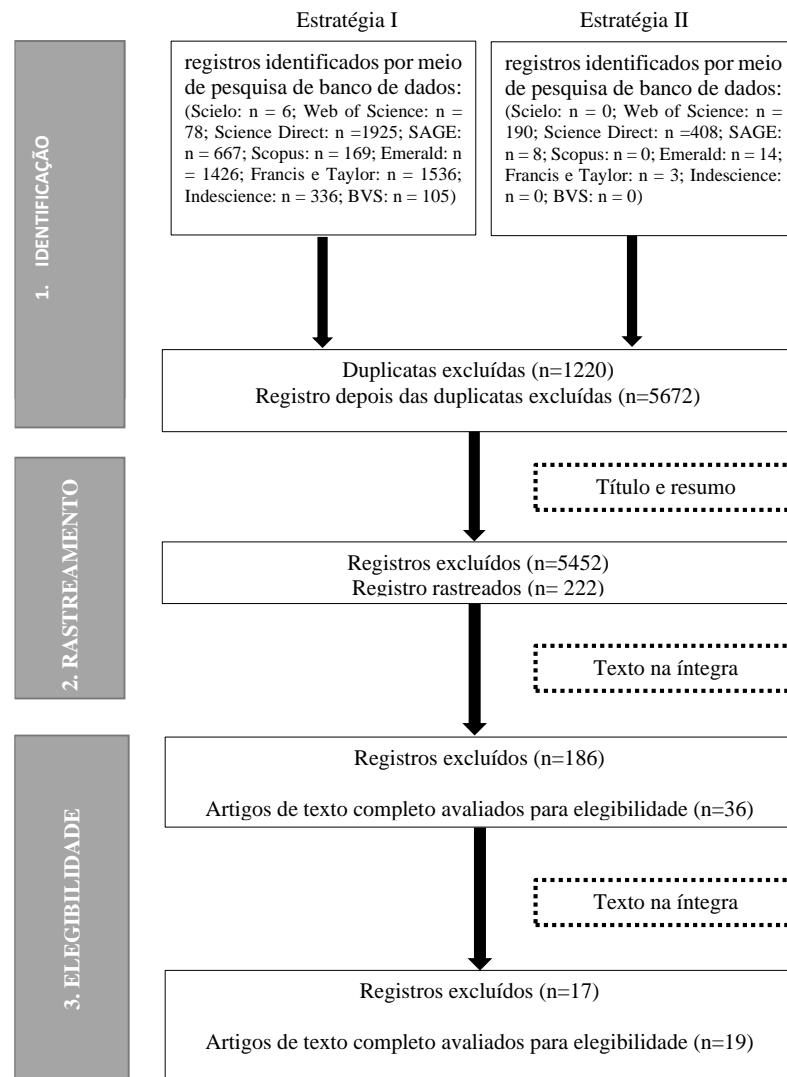 Estratégia I
Estratégia II
1. IDENTIFICAÇÃO
registros identificados por meio
de pesquisa de banco de dados:
(Scielo: n = 6; Web of Science: n =
78; Science Direct: n =1925; SAGE:
n = 667; Scopus: n = 169; Emerald: n
= 1426; Francis e Taylor: n = 1536;
Indescience: n = 336; BVS: n = 105)
registros identificados por meio
de pesquisa de banco de dados:
(Scielo: n = 0; Web of Science: n =
190; Science Direct: n =408; SAGE:
n = 8; Scopus: n = 0; Emerald: n = 14;
Francis e Taylor: n = 3; Indescience:
n = 0; BVS: n = 0)
Duplicatas excluídas (n=1220)
Registro depois das duplicatas excluídas (n=5672)
2. RASTREAMENTO
Título e resumo
Registros excluídos (n=5452)
Registro rastreados (n= 222)
Texto na íntegra
3. ELEGIBILIDADE
Registros excluídos (n=186)
Artigos de texto completo avaliados para elegibilidade (n=36)
Texto na íntegra
Registros excluídos (n=17)
Artigos de texto completo avaliados para elegibilidade (n=19)